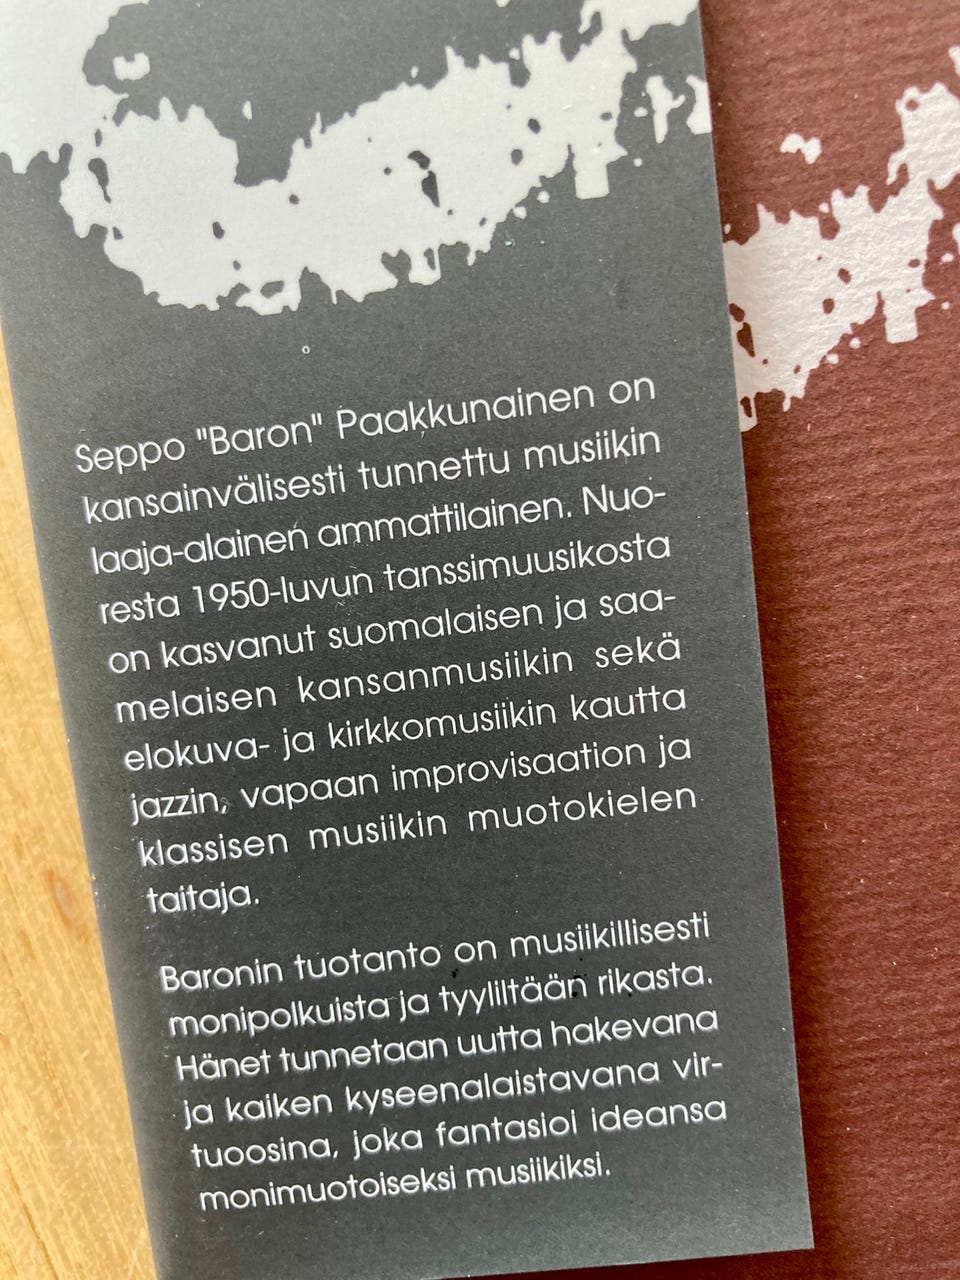 Seppo "Baron" Paakkunainen on
kansainvälisesti tunnettu musiikin
laaja-alainen ammattilainen. Nuo-
resta 1950-luvun tanssimuusikosta
on kasvanut suomalaisen ja saa-
melaisen kansanmusiikin sekä
elokuva- ja kirkkomusiikin kautta
jazzin, vapaan improvisaation ja
klassisen musiikin muotokielen
taitaja.
Baronin tuotanto on musiikillisesti
monipolkuista ja tyyliltään rikasta.
Hänet tunnetaan uutta hakevana
ja kaiken kyseenalaistavana vir-
tuoosina, joka fantasioi ideansa
monimuotoiseksi musiikiksi.